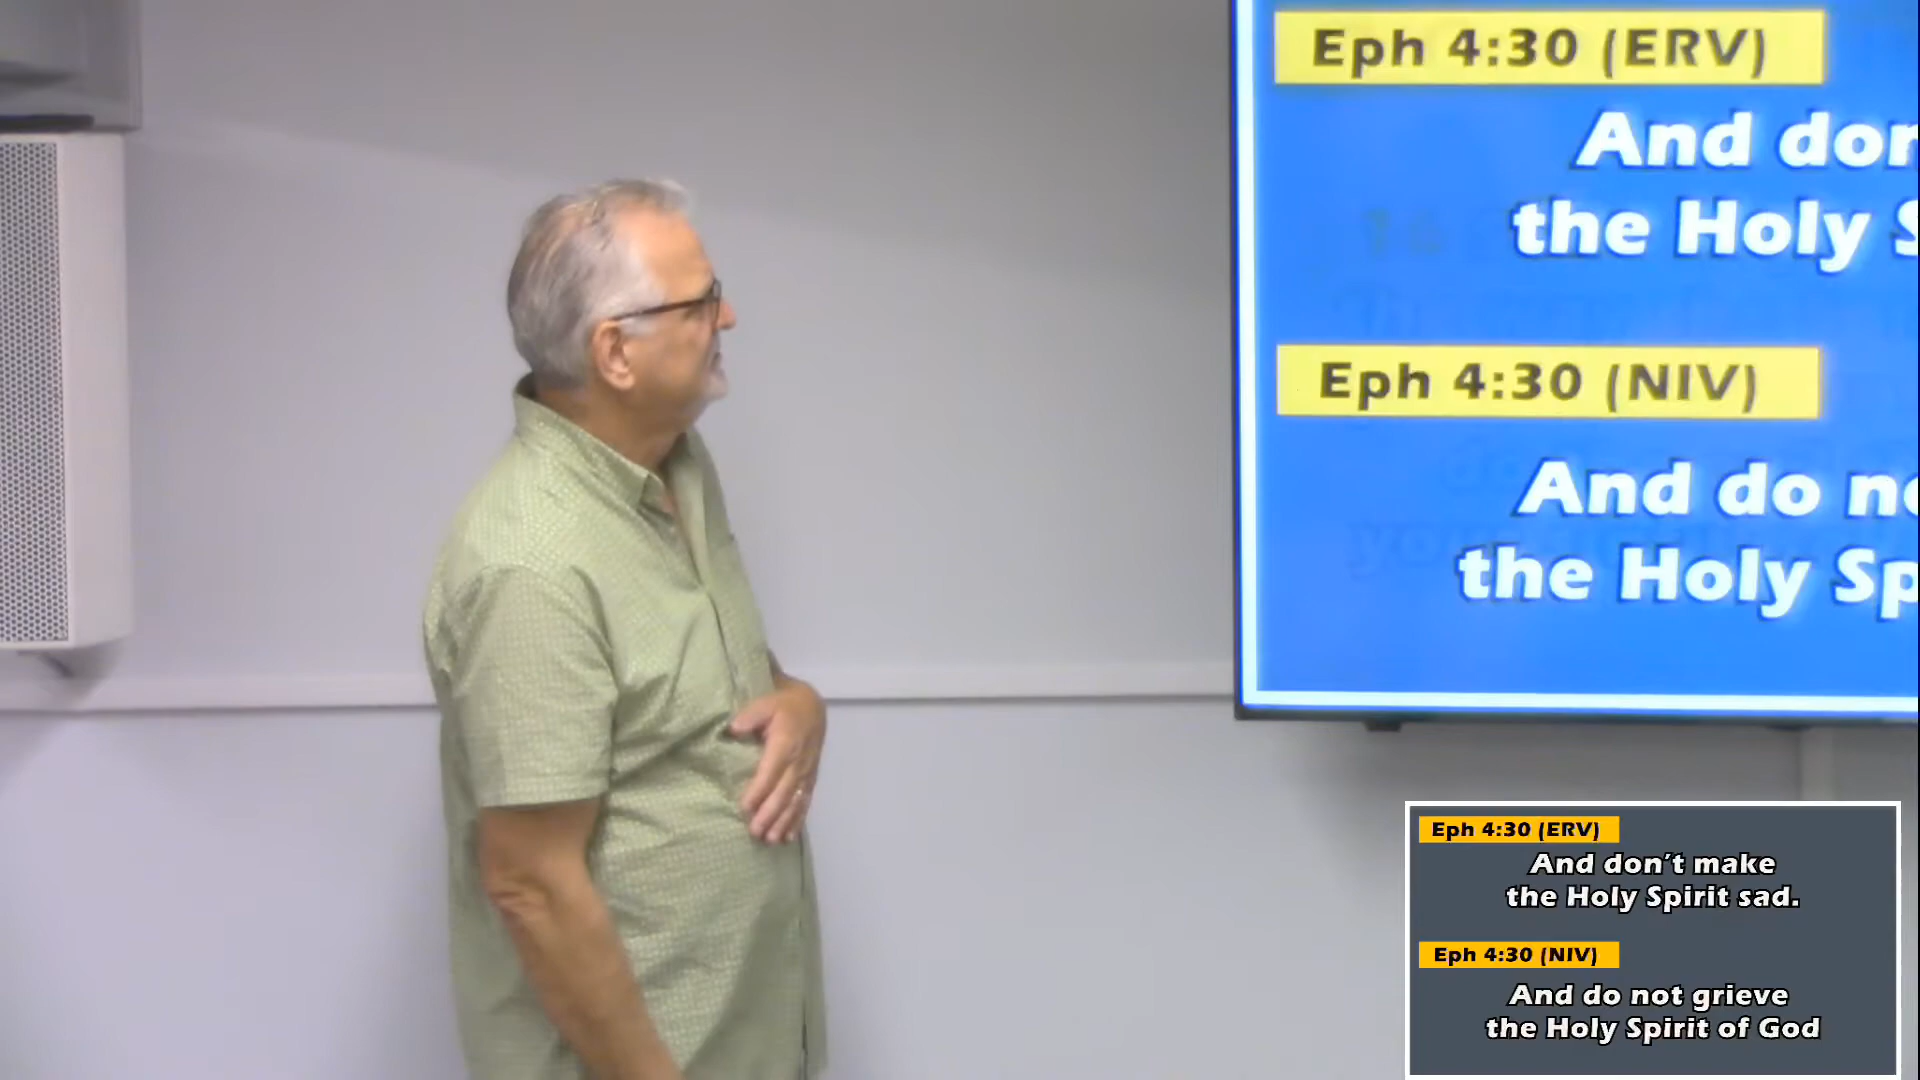 Eph 4:30 (ERV)
And don
the Holy S
Eph 4:30 (NIV)
And do no
the Holy Sp
Eph 4:30 (ERV)
And don't make
the Holy Spirit sad.
Eph 4:30 (NIV)
And do not grieve
the Holy Spirit of God